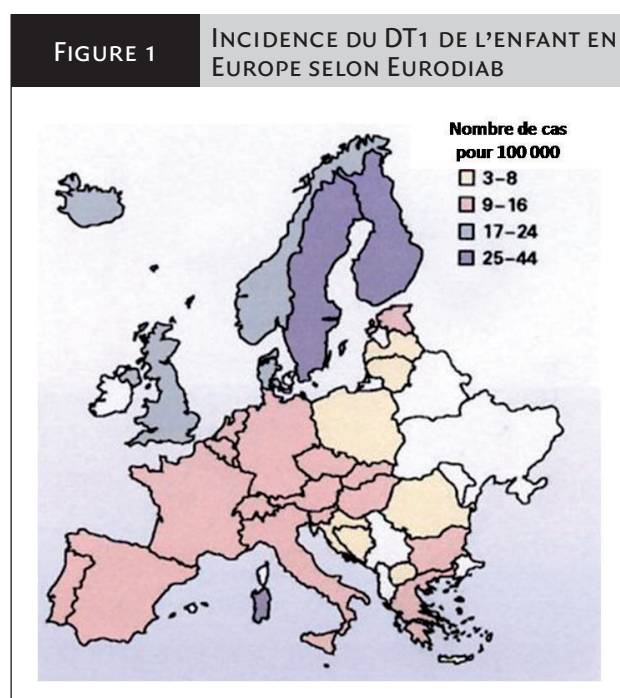 FIGURE 1
INCIDENCE DU DT1 DE L'ENFANT EN
EUROPE SELON EURODIAB
Nombre de cas
pour 100 000
3–8
9–16
17–24
25–44